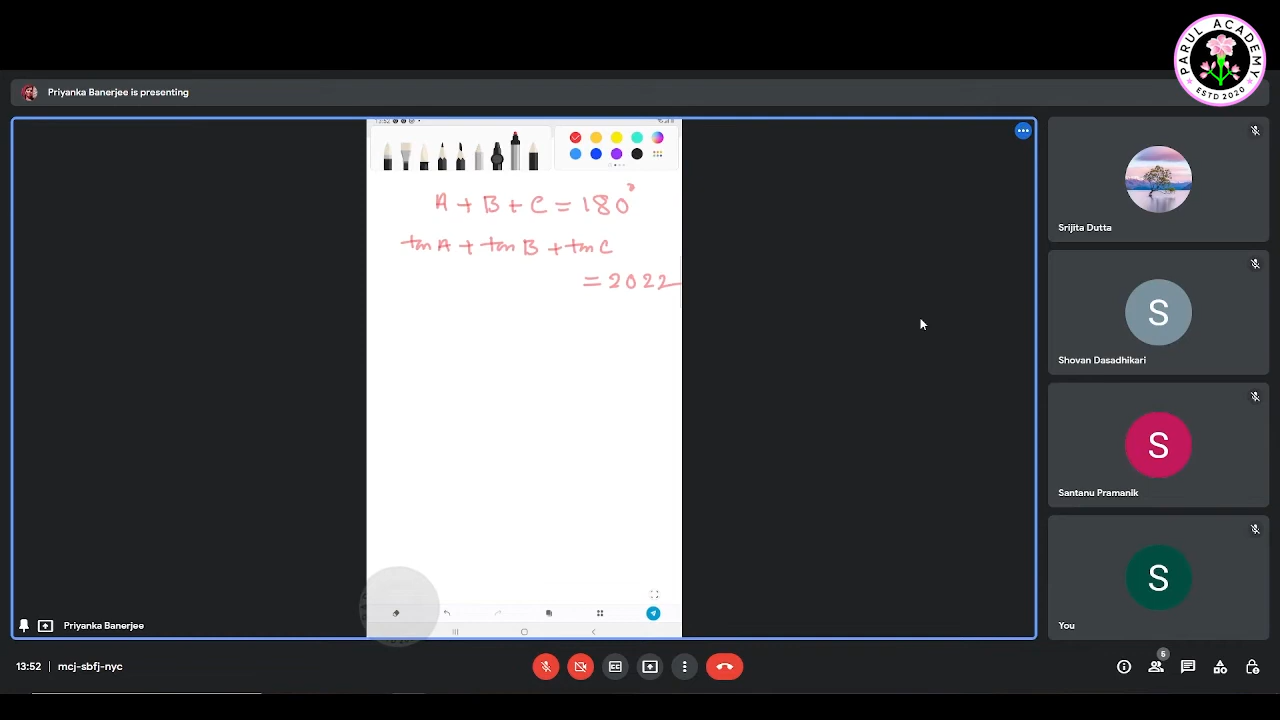 PARUL ACADEMY
ESTD 2020
Priyanka Banerjee is presenting
A + B + C = 180°
tan A + tan B + tan C
= 2022
Srijita Dutta
S
Shovan Dasadhikari
S
Santanu Pramanik
S
You
Priyanka Banerjee
13:52 | mcj-sbfj-nyc
6